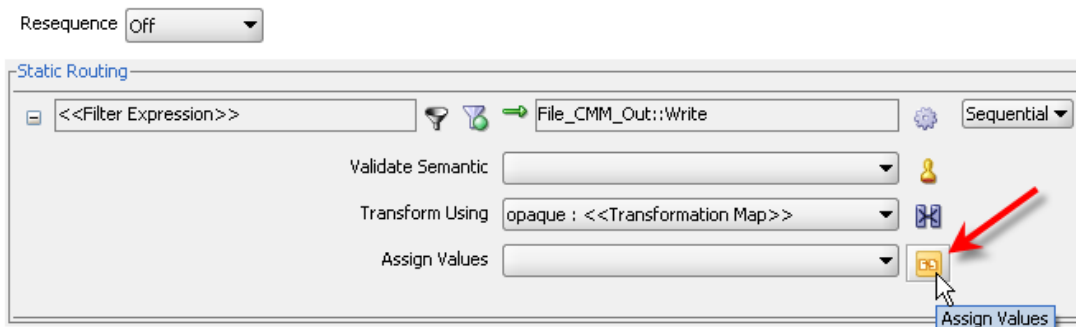 Resequence Off
Static Routing
<<Filter Expression>> File_CMM_Out::Write Sequential
Validate Semantic
Transform Using opaque : <<Transformation Map>>
Assign Values
Assign Values